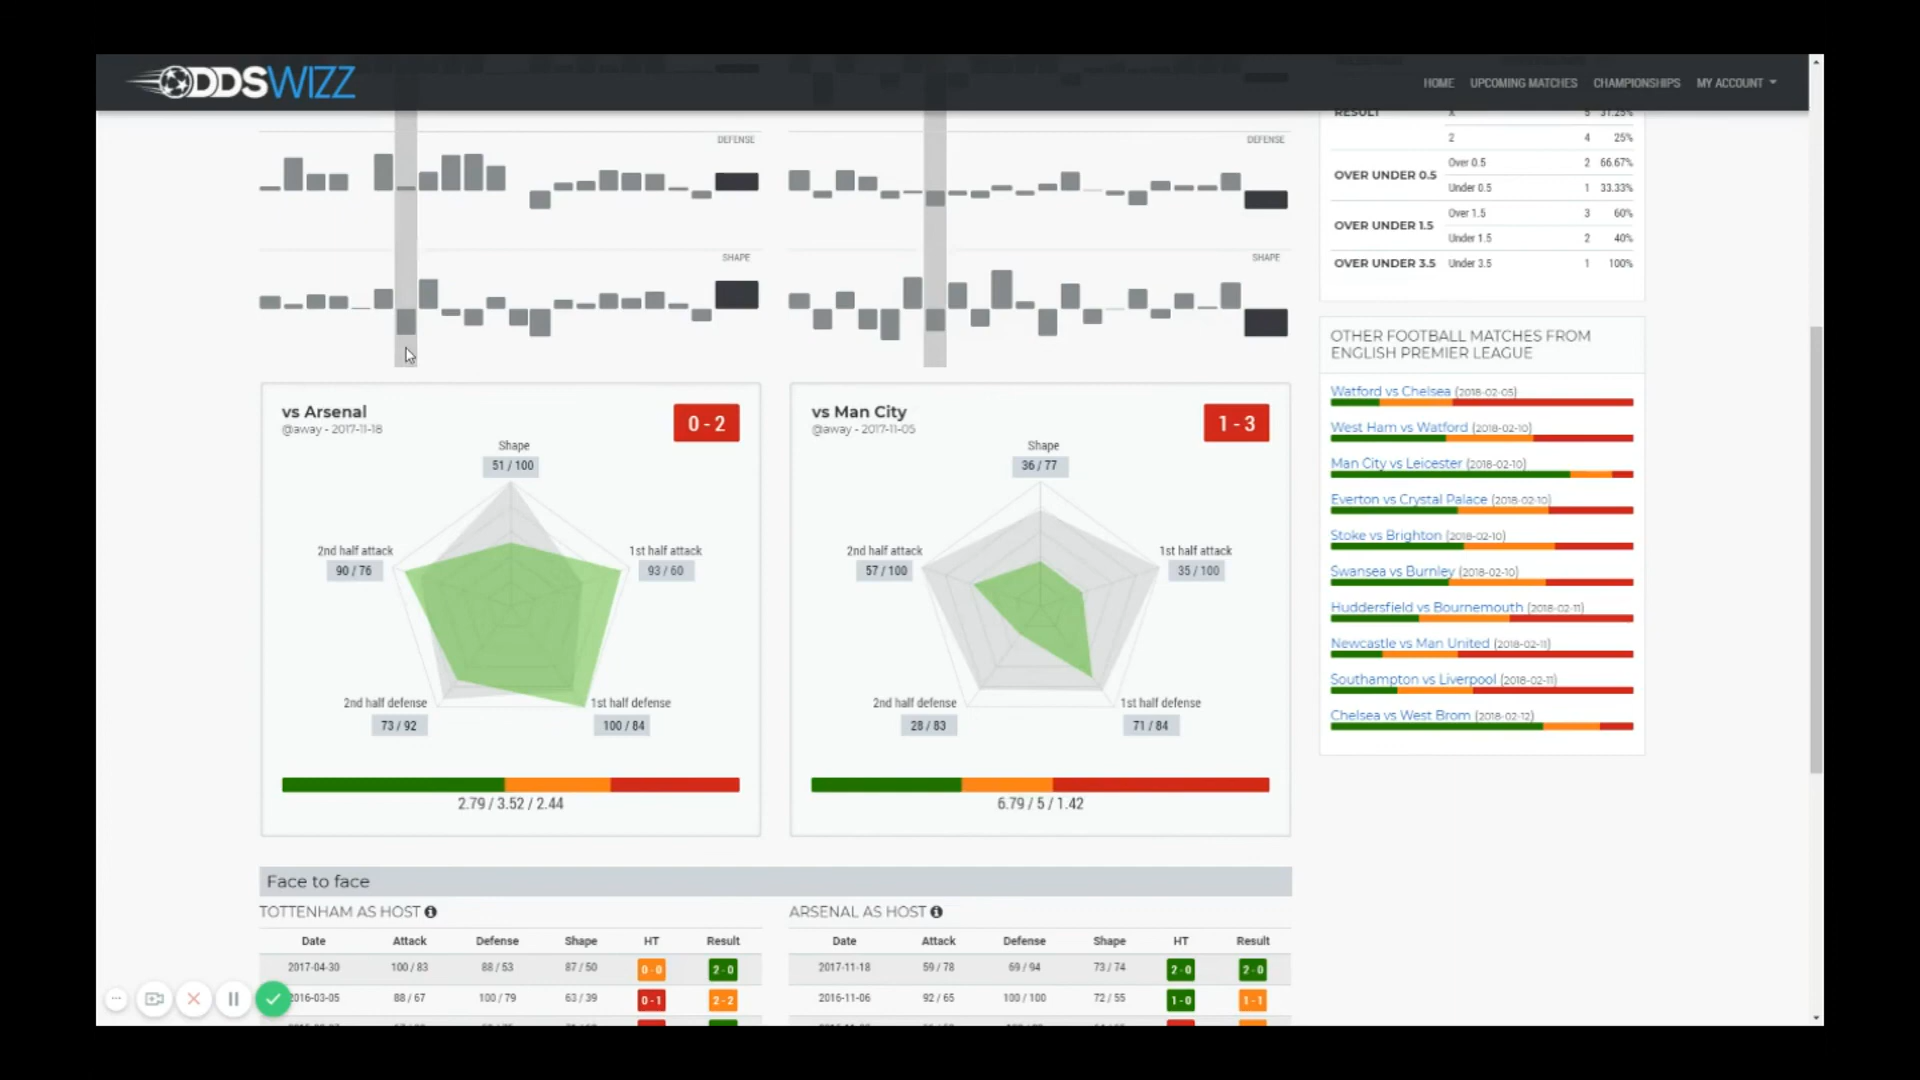 ODDSWIZZ
HOME UPCOMING MATCHES CHAMPIONSHIPS MY ACCOUNT
DEFENSE
SHAPE
DEFENSE
SHAPE
RESULT X 5 31.25%
2 4 25%
OVER UNDER 0.5 Over 0.5 2 66.67%
Under 0.5 1 33.33%
OVER UNDER 1.5 Over 1.5 3 60%
Under 1.5 2 40%
OVER UNDER 3.5 Under 3.5 1 100%
OTHER FOOTBALL MATCHES FROM
ENGLISH PREMIER LEAGUE
Watford vs Chelsea (2018-02-05)
West Ham vs Watford (2018-02-10)
Man City vs Leicester (2018-02-10)
Everton vs Crystal Palace (2018-02-10)
Stoke vs Brighton (2018-02-10)
Swansea vs Burnley (2018-02-10)
Huddersfield vs Bournemouth (2018-02-11)
Newcastle vs Man United (2018-02-11)
Southampton vs Liverpool (2018-02-11)
Chelsea vs West Brom (2018-02-12)
vs Arsenal
@away - 2017-11-18
0 - 2
Shape
51 / 100
2nd half attack
90 / 76
1st half attack
93 / 60
2nd half defense
73 / 92
1st half defense
100 / 84
2.79 / 3.52 / 2.44
vs Man City
@away - 2017-11-05
1 - 3
Shape
36 / 77
2nd half attack
57 / 100
1st half attack
35 / 100
2nd half defense
28 / 83
1st half defense
71 / 84
6.79 / 5 / 1.42
Face to face
TOTTENHAM AS HOST
Date Attack Defense Shape HT Result
2017-04-30 100 / 83 88 / 53 87 / 50 0-0 2-0
2016-03-05 88 / 67 100 / 79 63 / 39 0-1 2-2
ARSENAL AS HOST
Date Attack Defense Shape HT Result
2017-11-18 59 / 78 69 / 94 73 / 74 2-0 2-0
2016-11-06 92 / 65 100 / 100 72 / 55 1-0 1-1